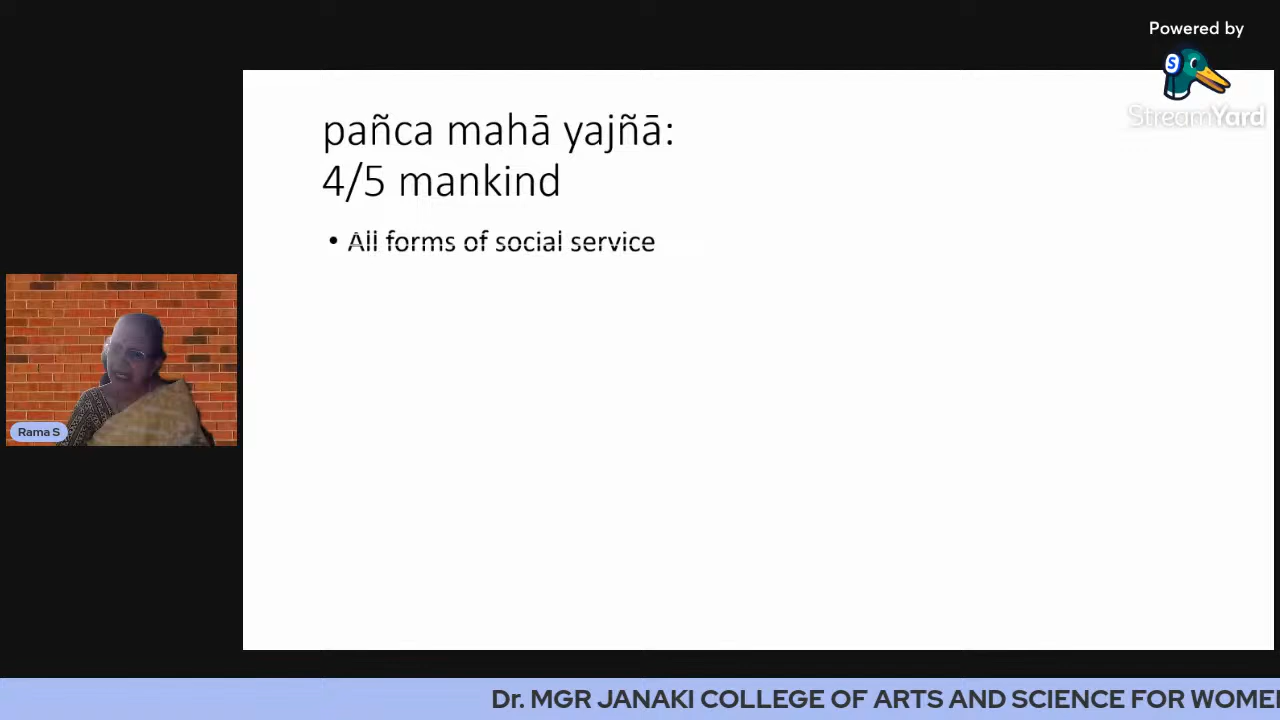 Powered by
S
StreamYard
pañca mahā yajñā:
4/5 mankind
• All forms of social service
Rama S
Dr. MGR JANAKI COLLEGE OF ARTS AND SCIENCE FOR WOME